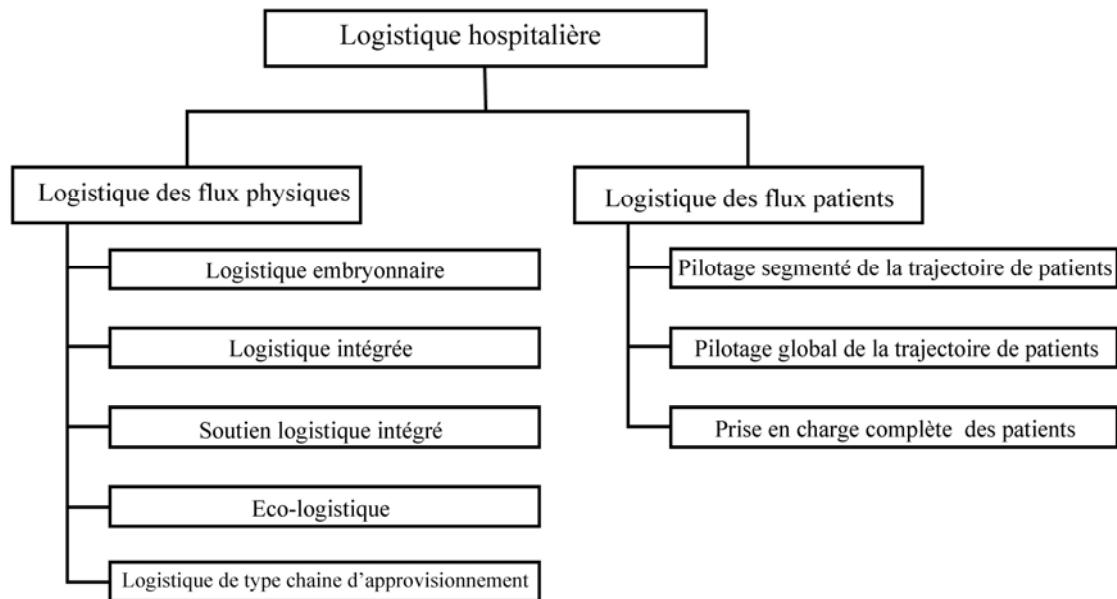 Logistique hospitalière
Logistique des flux physiques
Logistique embryonnaire
Logistique intégrée
Soutien logistique intégré
Eco-logistique
Logistique de type chaine d'approvisionnement
Logistique des flux patients
Pilotage segmenté de la trajectoire de patients
Pilotage global de la trajectoire de patients
Prise en charge complète des patients